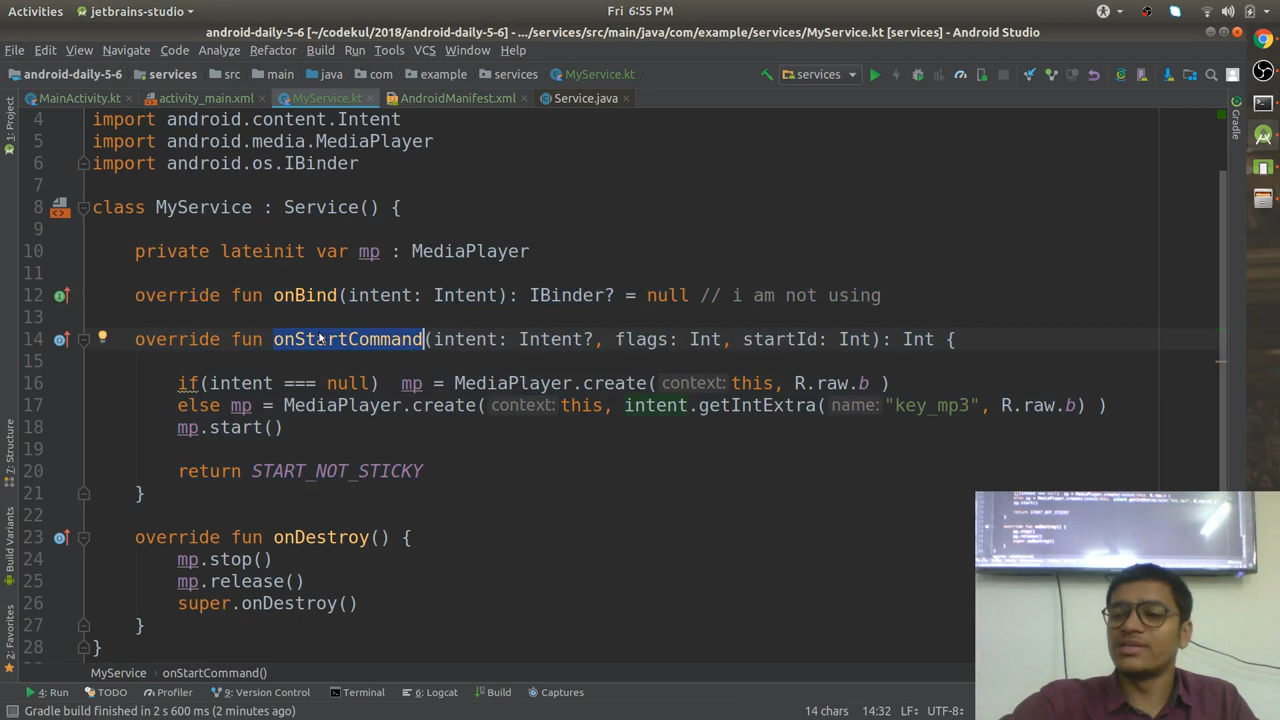 Activities jetbrains-studio Fri 6:55 PM
android-daily-5-6 [~/codekul/2018/android-daily-5-6] - .../services/src/main/java/com/example/services/MyService.kt [services] - Android Studio
File Edit View Navigate Code Analyze Refactor Build Run Tools VCS Window Help
android-daily-5-6 services src main java com example services MyService.kt services
MainActivity.kt activity_main.xml MyService.kt AndroidManifest.xml Service.java
1: Project
7: Structure
Build Variants
2: Favorites
Gradle
4 import android.content.Intent
5 import android.media.MediaPlayer
6 import android.os.IBinder
7
8 class MyService : Service() {
9
10 private lateinit var mp : MediaPlayer
11
12 override fun onBind(intent: Intent): IBinder? = null // i am not using
13
14 override fun onStartCommand(intent: Intent?, flags: Int, startId: Int): Int {
15
16 if(intent === null) mp = MediaPlayer.create( context: this, R.raw.b )
17 else mp = MediaPlayer.create( context: this, intent.getIntExtra( name: "key_mp3", R.raw.b) )
18 mp.start()
19
20 return START_NOT_STICKY
21 }
22
23 override fun onDestroy() {
24 mp.stop()
25 mp.release()
26 super.onDestroy()
27 }
28 }
MyService onStartCommand()
4: Run TODO Profiler 9: Version Control Terminal 6: Logcat Build Captures
Gradle build finished in 2 s 600 ms (2 minutes ago) 14 chars 14:32 LF UTF-8